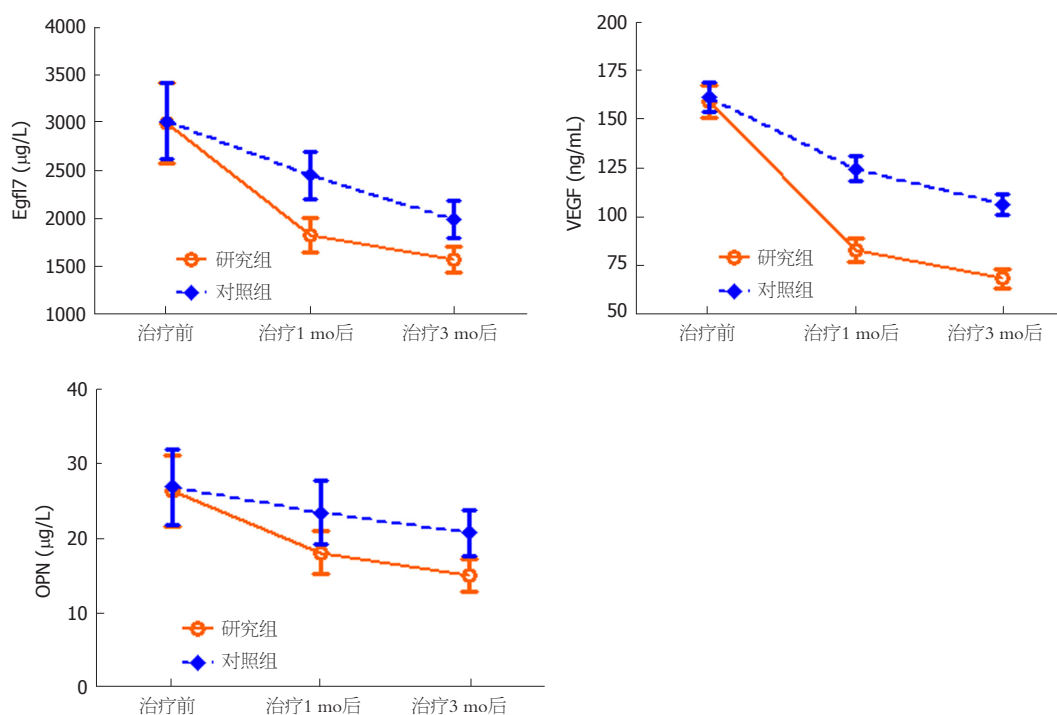 4000
3500
3000
2500
2000
1500
1000
Egfl7 (μg/L)
研究组
对照组
治疗前
治疗1 mo后
治疗3 mo后
200
175
150
125
100
75
50
VEGF (ng/mL)
研究组
对照组
治疗前
治疗1 mo后
治疗3 mo后
40
30
20
10
0
OPN (μg/L)
研究组
对照组
治疗前
治疗1 mo后
治疗3 mo后